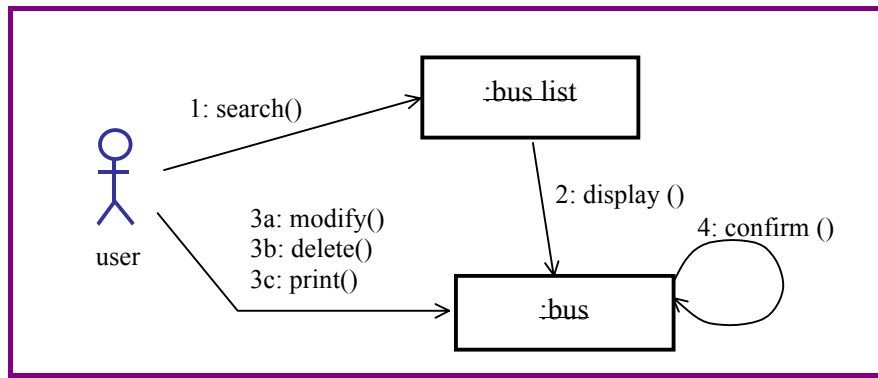 :bus list
1: search()
2: display ()
3a: modify()
3b: delete()
3c: print()
4: confirm ()
user
:bus